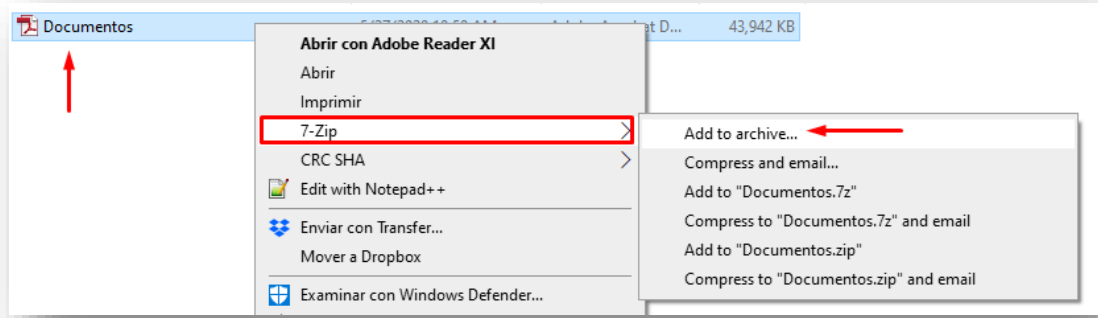 Documentos
at D...
43,942 KB
Abrir con Adobe Reader XI
Abrir
Imprimir
7-Zip
CRC SHA
Edit with Notepad++
Enviar con Transfer...
Mover a Dropbox
Examinar con Windows Defender...
Add to archive...
Compress and email...
Add to "Documentos.7z"
Compress to "Documentos.7z" and email
Add to "Documentos.zip"
Compress to "Documentos.zip" and email